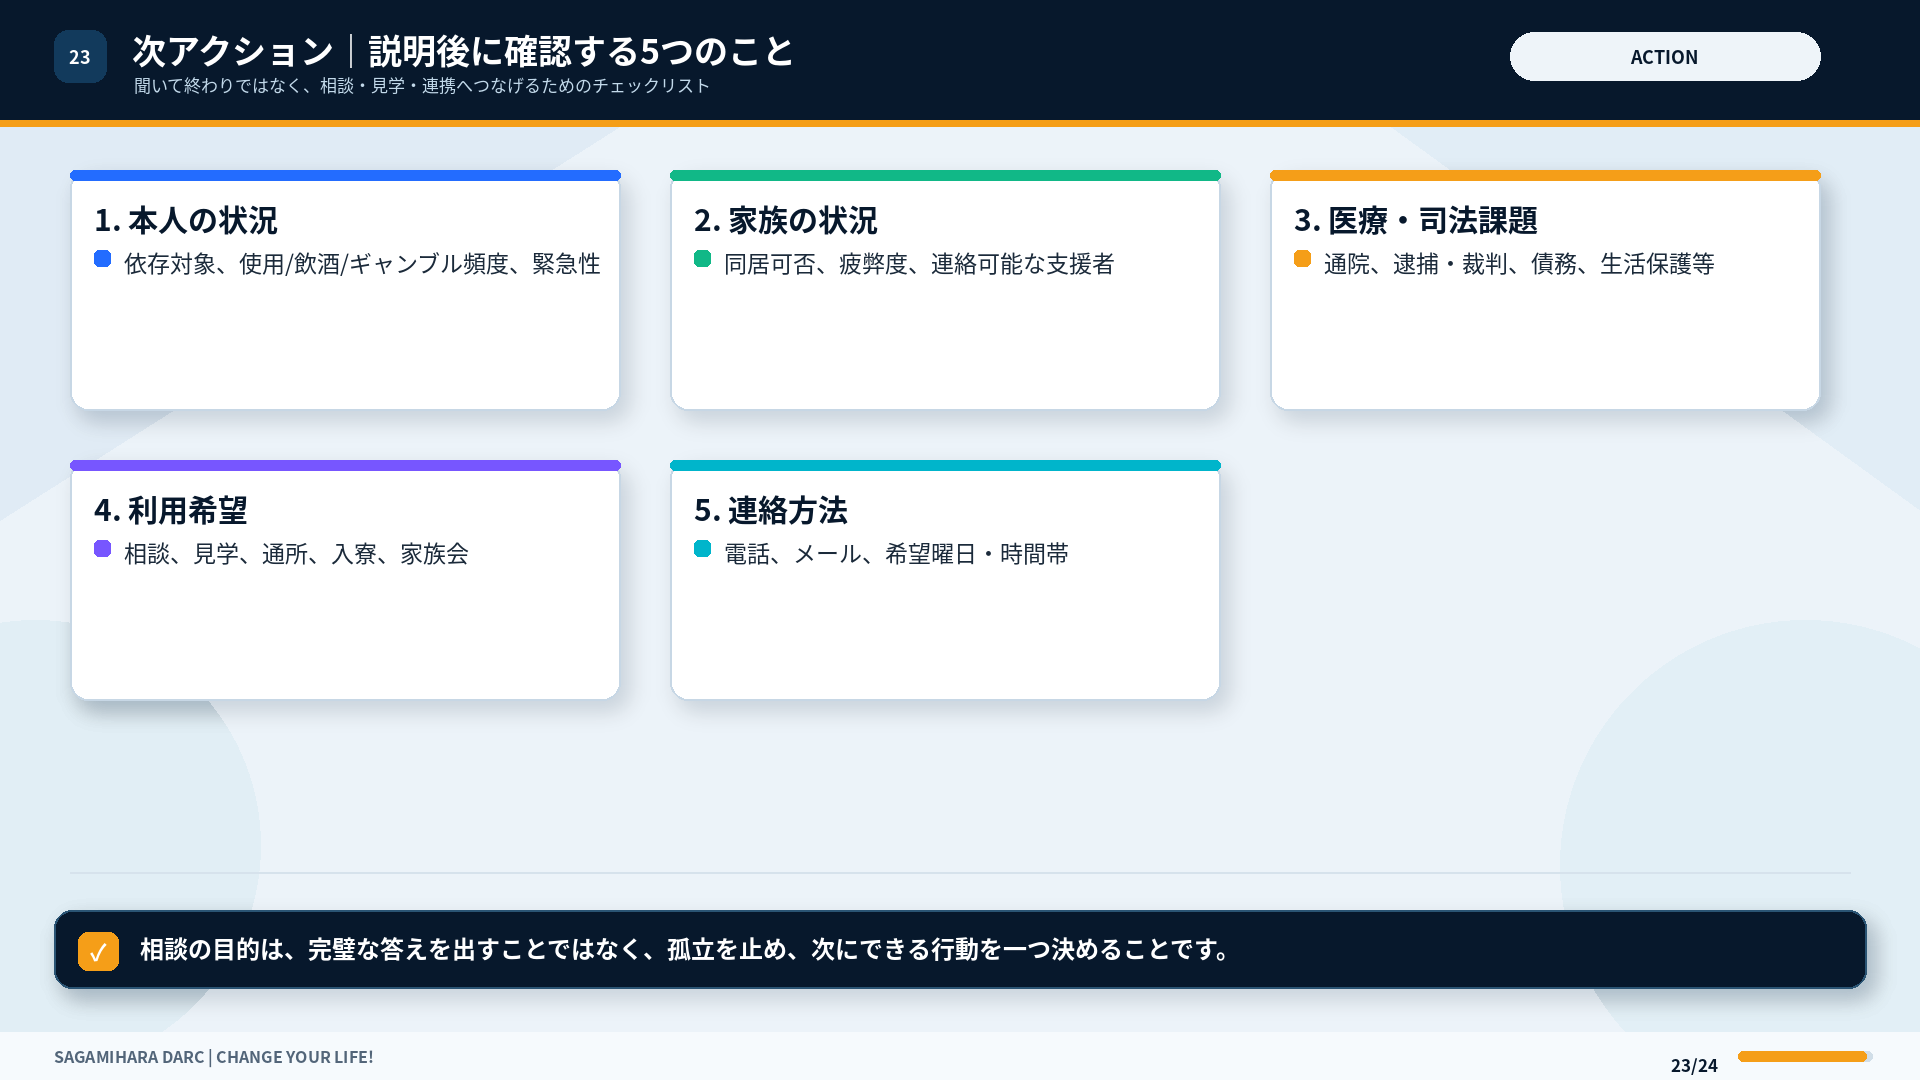 23
次アクション｜説明後に確認する5つのこと
聞いて終わりではなく、相談・見学・連携へつなげるためのチェックリスト
ACTION
1. 本人の状況
依存対象、使用/飲酒/ギャンブル頻度、緊急性
2. 家族の状況
同居可否、疲弊度、連絡可能な支援者
3. 医療・司法課題
通院、逮捕・裁判、債務、生活保護等
4. 利用希望
相談、見学、通所、入寮、家族会
5. 連絡方法
電話、メール、希望曜日・時間帯
✓ 相談の目的は、完璧な答えを出すことではなく、孤立を止め、次にできる行動を一つ決めることです。
SAGAMIHARA DARC | CHANGE YOUR LIFE!
23/24